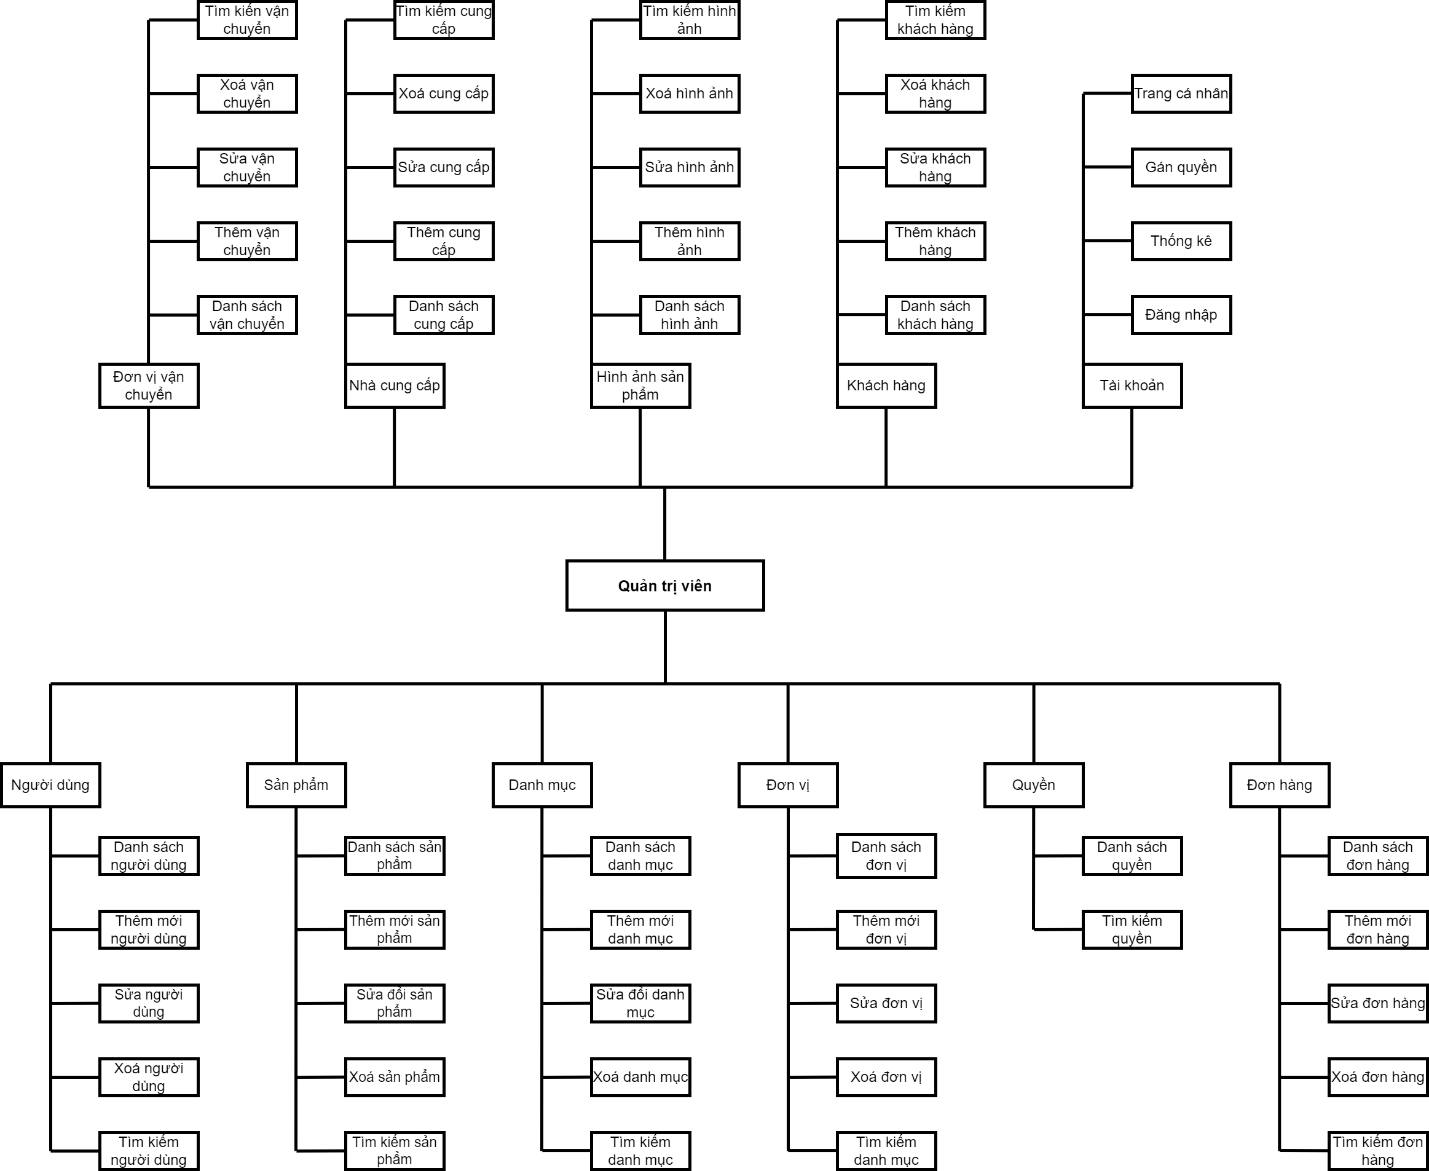 Tìm kiến vận
chuyển
Tìm kiếm cung
cấp
Tìm kiếm hình
ảnh
Tìm kiếm
khách hàng
Xoá vận
chuyển
Xoá cung cấp
Xoá hình ảnh
Xoá khách
hàng
Trang cá nhân
Sửa vận
chuyển
Sửa cung cấp
Sửa hình ảnh
Sửa khách
hàng
Gán quyền
Thêm vận
chuyển
Thêm cung
cấp
Thêm hình
ảnh
Thêm khách
hàng
Thống kê
Danh sách
vận chuyển
Danh sách
cung cấp
Danh sách
hình ảnh
Danh sách
khách hàng
Đăng nhập
Đơn vị vận
chuyển
Nhà cung cấp
Hình ảnh sản
phẩm
Khách hàng
Tài khoản
Quản trị viên
Người dùng
Sản phẩm
Danh mục
Đơn vị
Quyền
Đơn hàng
Danh sách
người dùng
Danh sách sản
phẩm
Danh sách
danh mục
Danh sách
đơn vị
Danh sách
quyền
Danh sách
đơn hàng
Thêm mới
người dùng
Thêm mới sản
phẩm
Thêm mới
danh mục
Thêm mới
đơn vị
Tìm kiếm
quyền
Thêm mới
đơn hàng
Sửa người
dùng
Sửa đổi sản
phẩm
Sửa đổi danh
mục
Sửa đơn vị
Sửa đơn hàng
Xoá người
dùng
Xoá sản phẩm
Xoá danh mục
Xoá đơn vị
Xoá đơn hàng
Tìm kiếm
người dùng
Tìm kiếm sản
phẩm
Tìm kiếm
danh mục
Tìm kiếm
danh mục
Tìm kiếm đơn
hàng